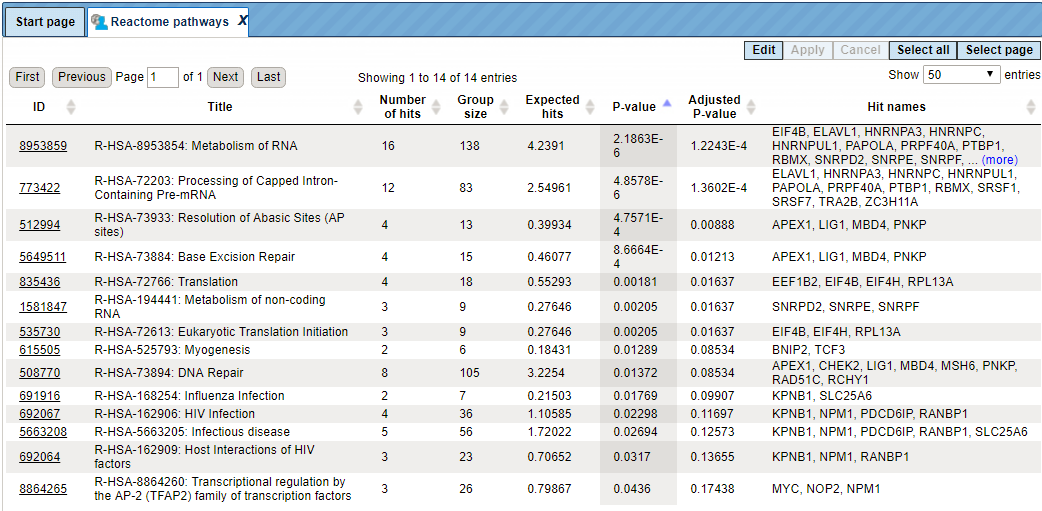 Start page
Reactome pathways X
Edit Apply Cancel Select all Select page
First Previous Page 1 of 1 Next Last Showing 1 to 14 of 14 entries Show 50 entries
ID Title Number of hits Group size Expected hits P-value Adjusted P-value Hit names
8953859 R-HSA-8953854: Metabolism of RNA 16 138 4.2391 2.1863E-6 1.2243E-4 EIF4B, ELAVL1, HNRNPA3, HNRNPC,
HNRNPUL1, PAPOLA, PRPF40A, PTBP1,
RBMX, SNRPD2, SNRPE, SNRPF, ... (more)
773422 R-HSA-72203: Processing of Capped Intron-
Containing Pre-mRNA 12 83 2.54961 4.8578E-6 1.3602E-4 ELAVL1, HNRNPA3, HNRNPC, HNRNPUL1,
PAPOLA, PRPF40A, PTBP1, RBMX, SRSF1,
SRSF7, TRA2B, ZC3H11A
512994 R-HSA-73933: Resolution of Abasic Sites (AP
sites) 4 13 0.39934 4.7571E-4 0.00888 APEX1, LIG1, MBD4, PNKP
5649511 R-HSA-73884: Base Excision Repair 4 15 0.46077 8.6664E-4 0.01213 APEX1, LIG1, MBD4, PNKP
835436 R-HSA-72766: Translation 4 18 0.55293 0.00181 0.01637 EEF1B2, EIF4B, EIF4H, RPL13A
1581847 R-HSA-194441: Metabolism of non-coding
RNA 3 9 0.27646 0.00205 0.01637 SNRPD2, SNRPE, SNRPF
535730 R-HSA-72613: Eukaryotic Translation Initiation 3 9 0.27646 0.00205 0.01637 EIF4B, EIF4H, RPL13A
615505 R-HSA-525793: Myogenesis 2 6 0.18431 0.01289 0.08534 BNIP2, TCF3
508770 R-HSA-73894: DNA Repair 8 105 3.2254 0.01372 0.08534 APEX1, CHEK2, LIG1, MBD4, MSH6, PNKP,
RAD51C, RCHY1
691916 R-HSA-168254: Influenza Infection 2 7 0.21503 0.01769 0.09907 KPNB1, SLC25A6
692067 R-HSA-162906: HIV Infection 4 36 1.10585 0.02298 0.11697 KPNB1, NPM1, PDCD6IP, RANBP1
5663208 R-HSA-5663205: Infectious disease 5 56 1.72022 0.02694 0.12573 KPNB1, NPM1, PDCD6IP, RANBP1, SLC25A6
692064 R-HSA-162909: Host Interactions of HIV
factors 3 23 0.70652 0.0317 0.13655 KPNB1, NPM1, RANBP1
8864265 R-HSA-8864260: Transcriptional regulation by
the AP-2 (TFAP2) family of transcription factors 3 26 0.79867 0.0436 0.17438 MYC, NOP2, NPM1